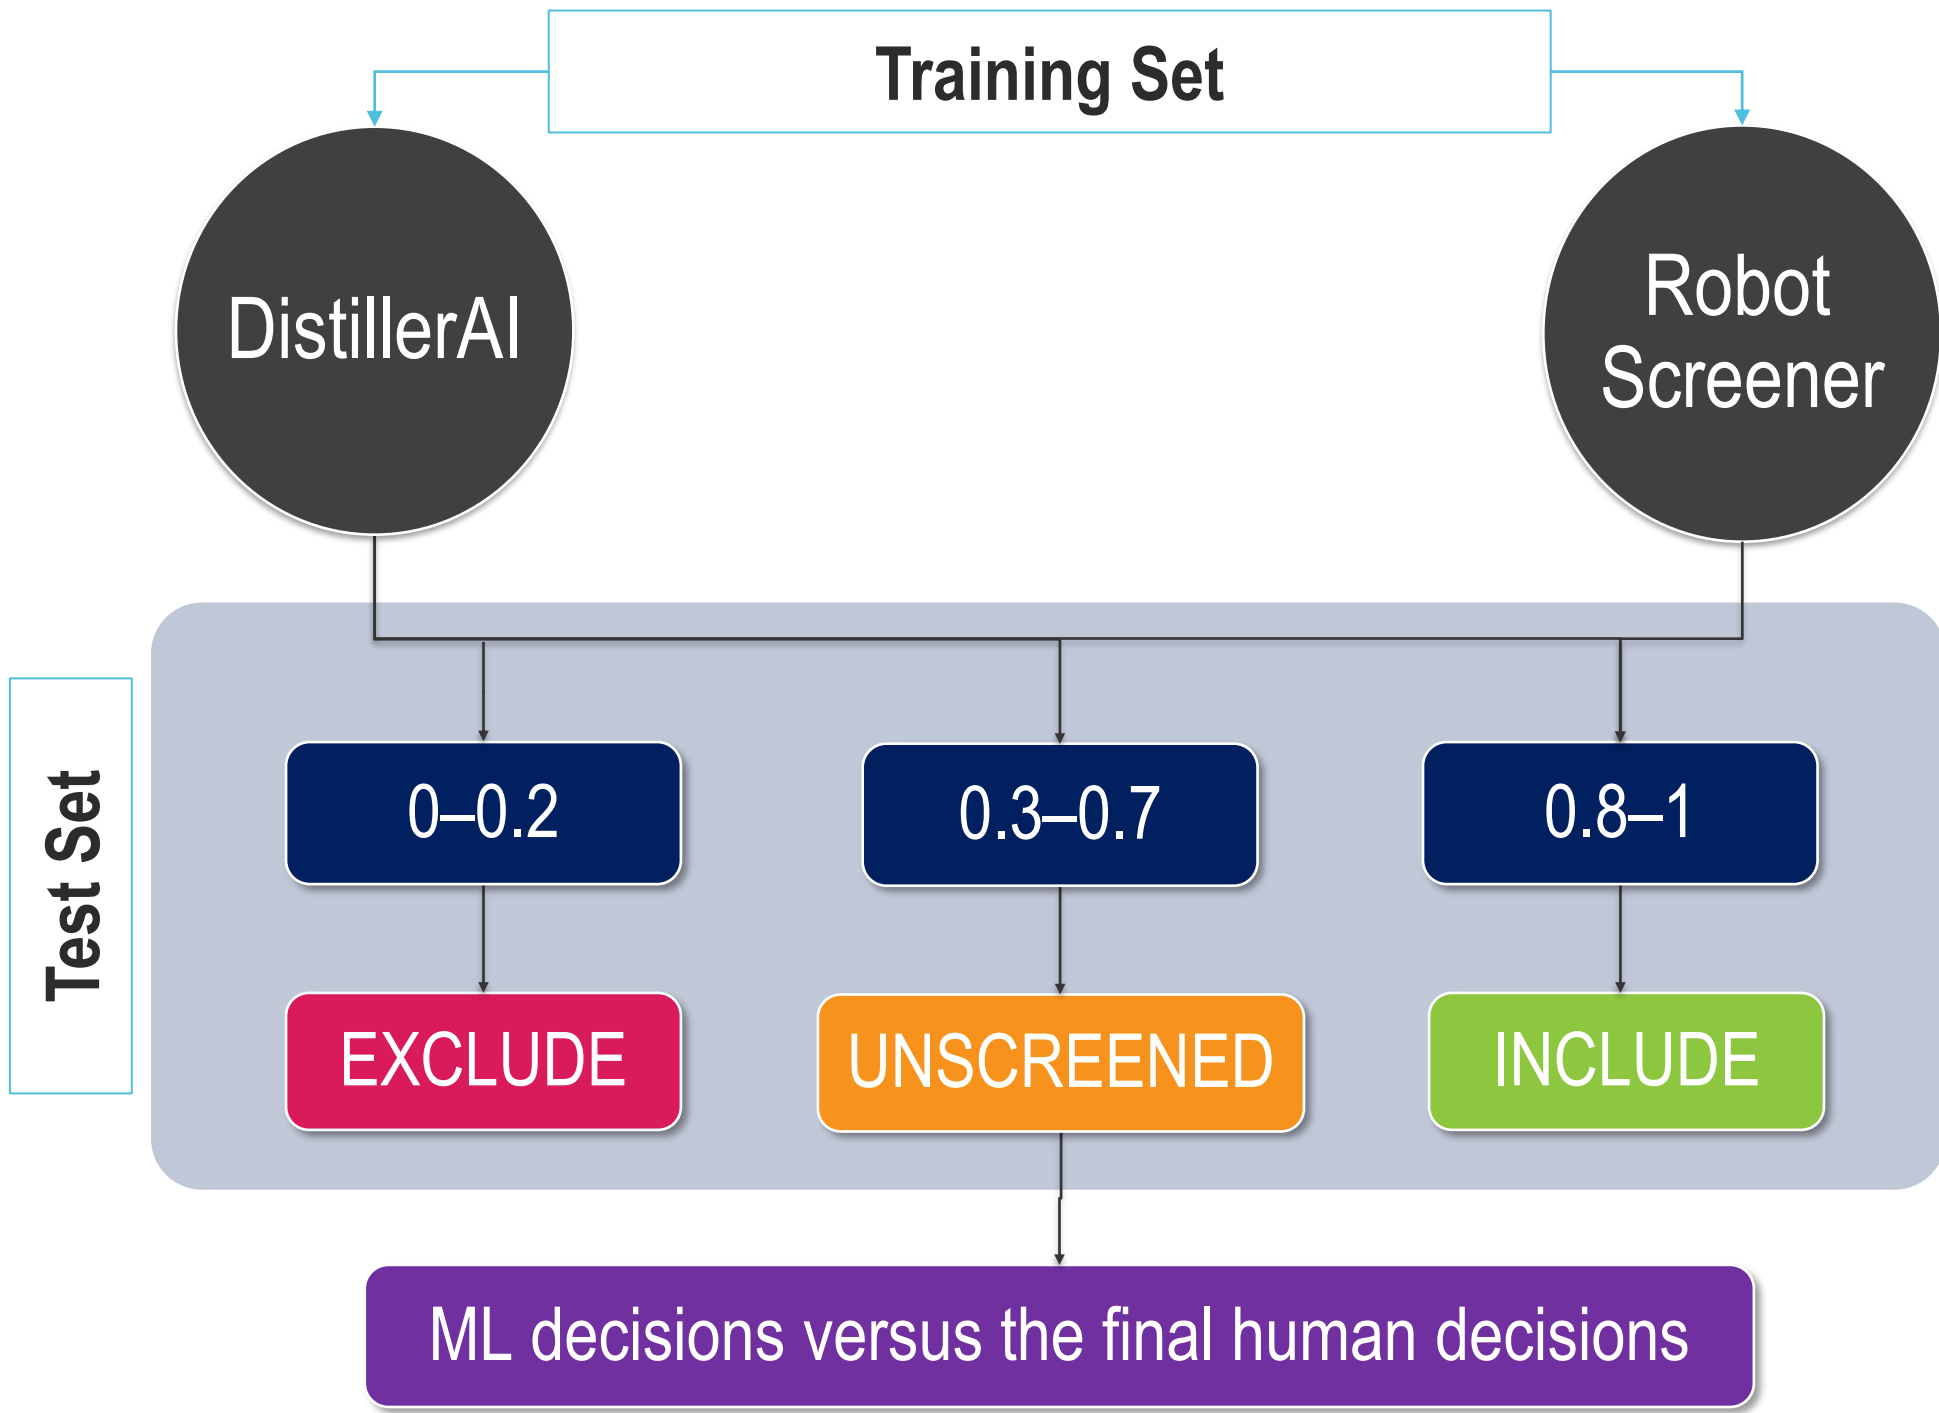 Training Set
DistillerAI
Robot
Screener
Test Set
0–0.2
0.3–0.7
0.8–1
EXCLUDE
UNSCREENED
INCLUDE
ML decisions versus the final human decisions